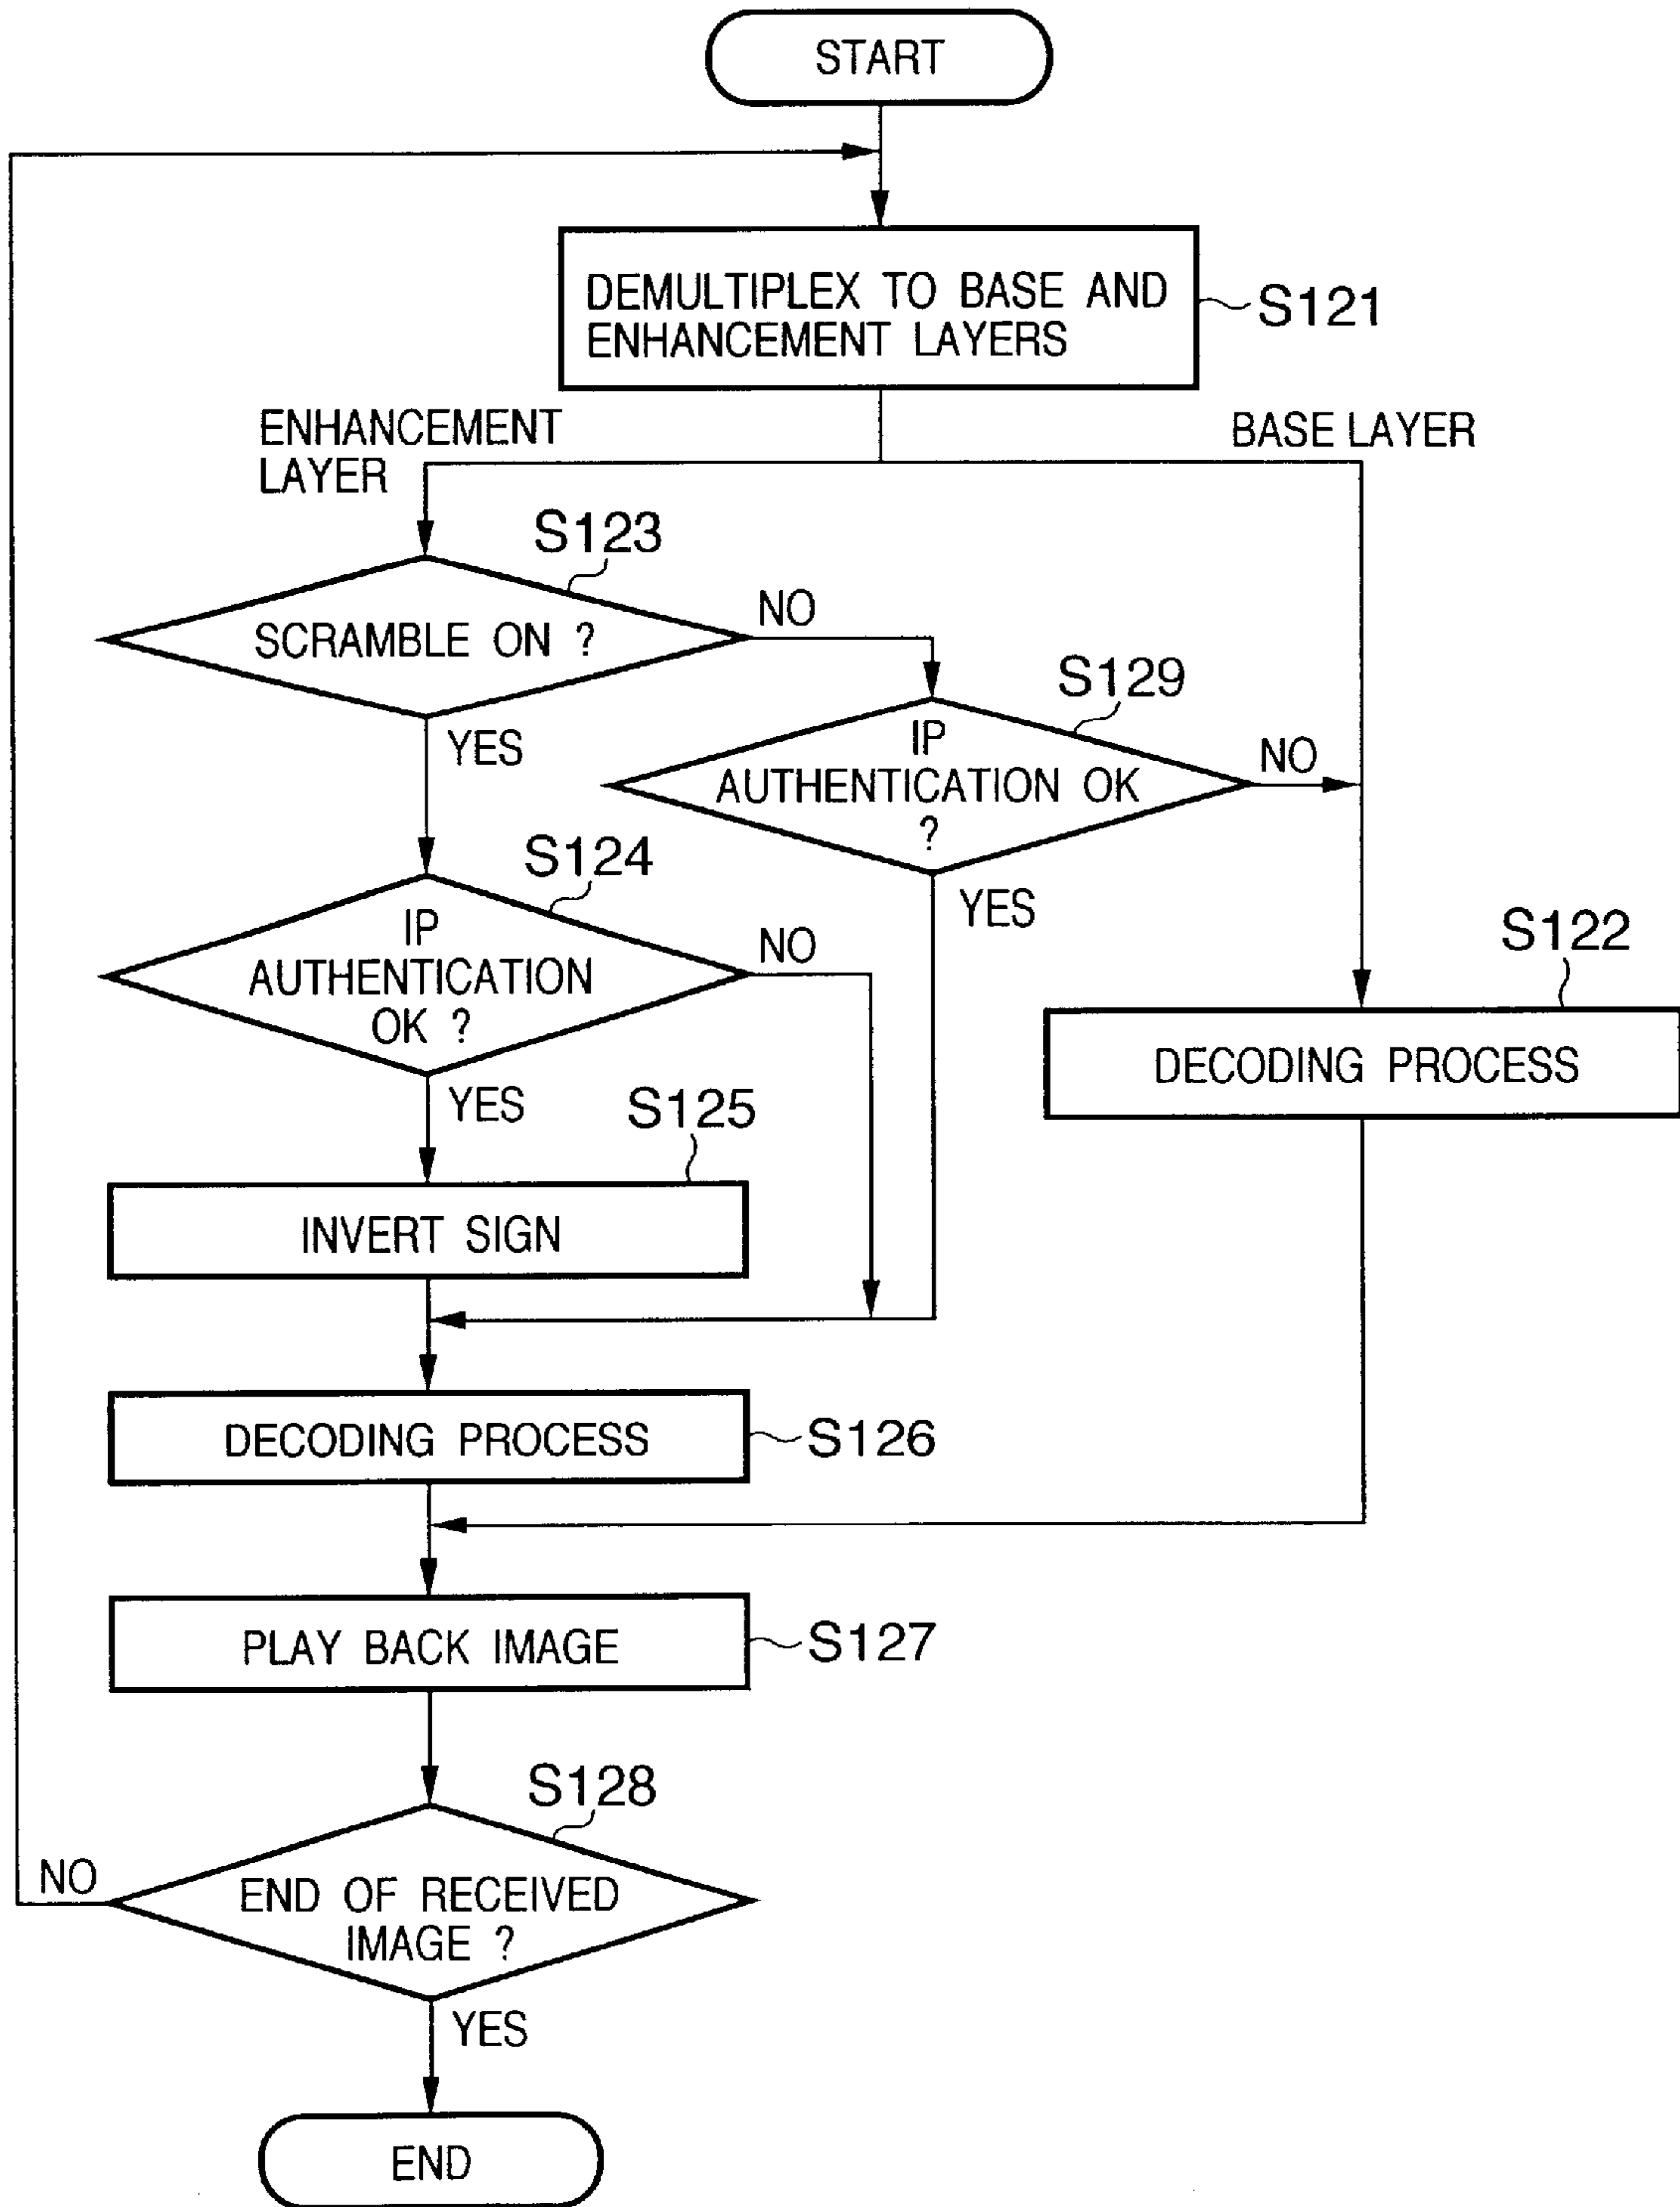 START
DEMULTIPLEX TO BASE AND
ENHANCEMENT LAYERS
S121
ENHANCEMENT
LAYER
BASE LAYER
S123
SCRAMBLE ON ?
NO
YES
S129
IP
AUTHENTICATION OK
?
NO
YES
S124
IP
AUTHENTICATION
OK ?
NO
YES
S122
DECODING PROCESS
S125
INVERT SIGN
DECODING PROCESS
S126
PLAY BACK IMAGE
S127
S128
END OF RECEIVED
IMAGE ?
NO
YES
END